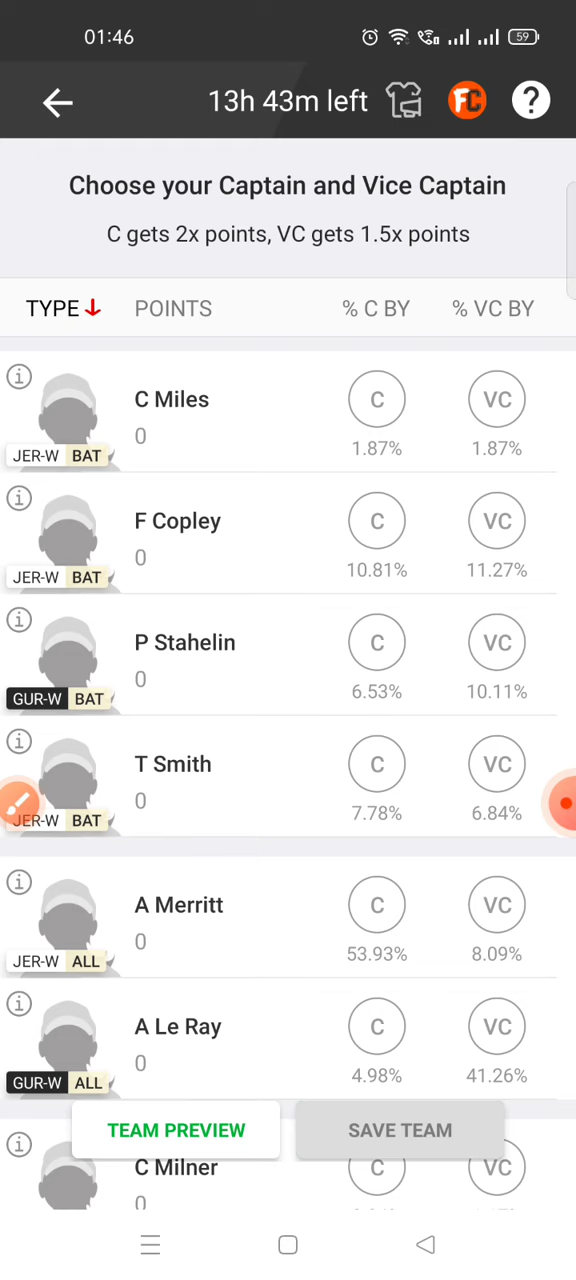 01:46
59
13h 43m left
FC
?
Choose your Captain and Vice Captain
C gets 2x points, VC gets 1.5x points
TYPE POINTS % C BY % VC BY
i
C Miles
0
C
VC
1.87%
1.87%
JER-W BAT
i
F Copley
0
C
VC
10.81%
11.27%
JER-W BAT
i
P Stahelin
0
C
VC
6.53%
10.11%
GUR-W BAT
i
T Smith
0
C
VC
7.78%
6.84%
JER-W BAT
i
A Merritt
0
C
VC
53.93%
8.09%
JER-W ALL
i
A Le Ray
0
C
VC
4.98%
41.26%
GUR-W ALL
TEAM PREVIEW
SAVE TEAM
i
C Milner
0
C
VC